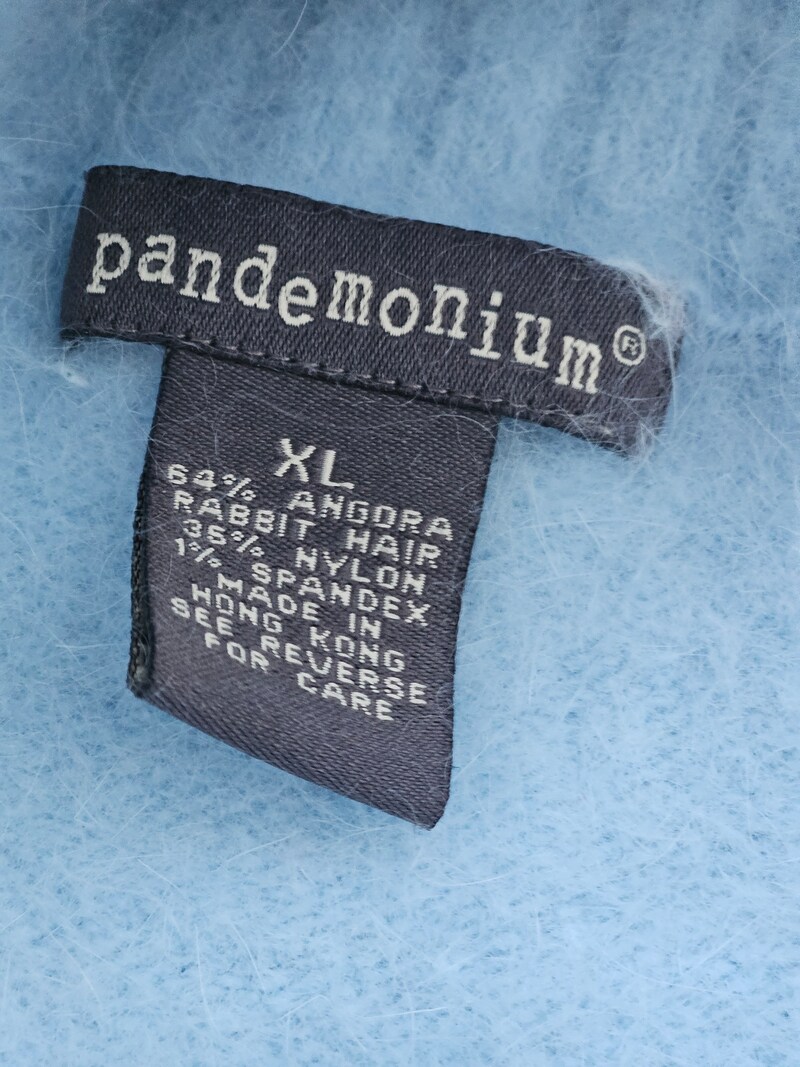 pandemonium®
XL
64% ANGORA
RABBIT HAIR
35% NYLON
1% SPANDEX
MADE IN
HONG KONG
SEE REVERSE
FOR CARE